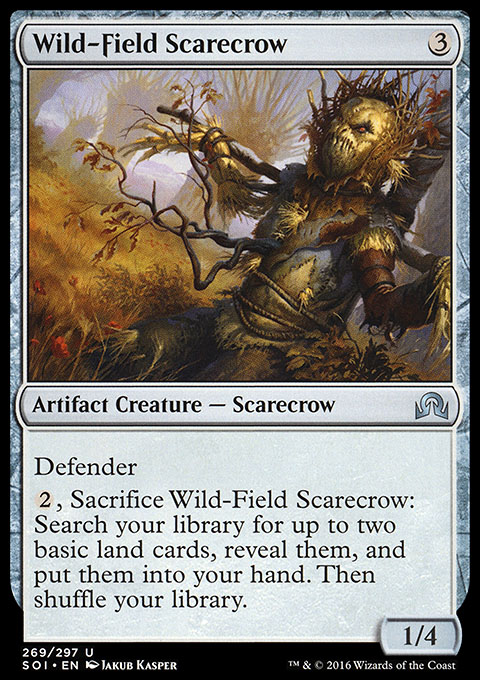 Wild-Field Scarecrow 3
Artifact Creature — Scarecrow
Defender
2, Sacrifice Wild-Field Scarecrow:
Search your library for up to two
basic land cards, reveal them, and
put them into your hand. Then
shuffle your library.
1/4
269/297 U
SOI • EN Jakub Kasper
™ & © 2016 Wizards of the Coast